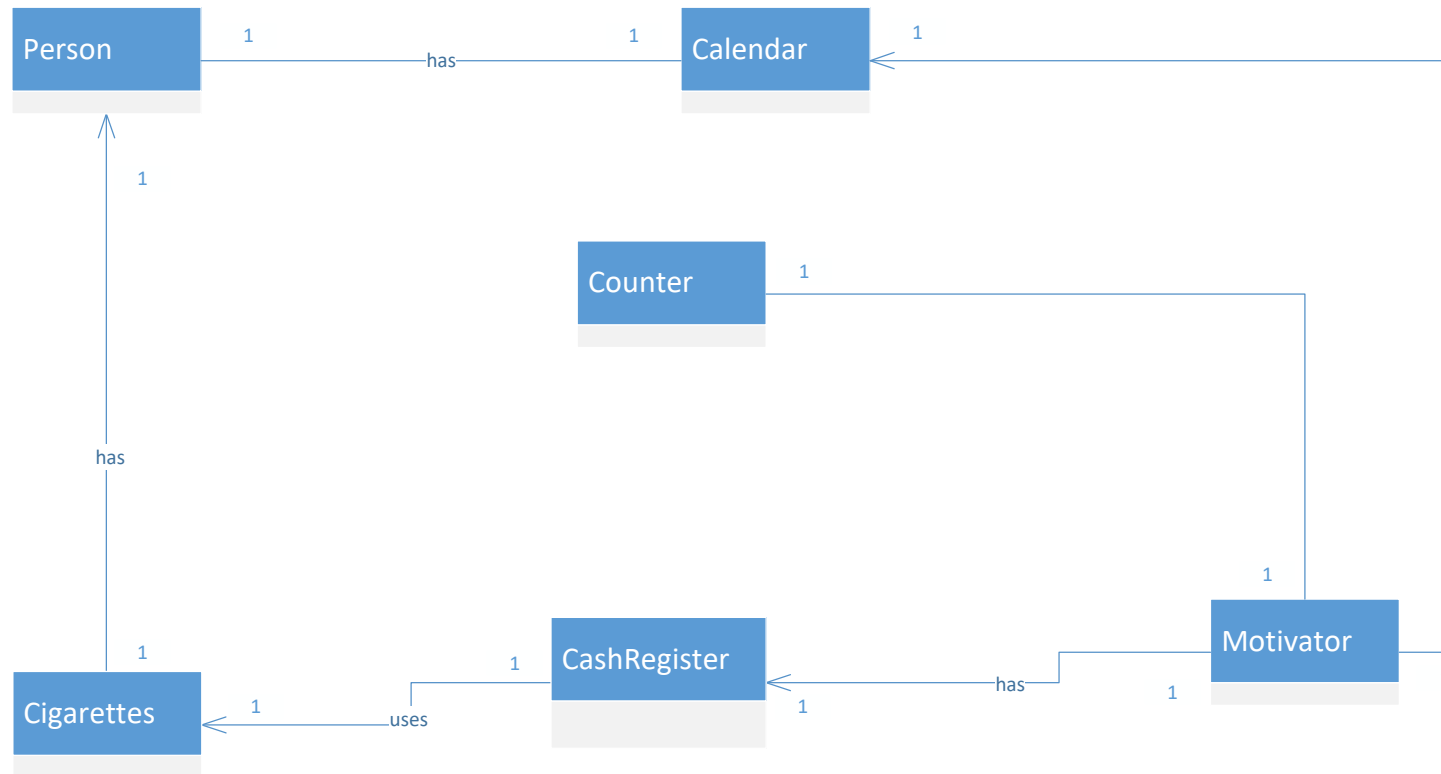 Person
1
has
1
Calendar
1
1
Counter
1
has
1
1
Cigarettes
1
uses
1
CashRegister
1
has
1
Motivator